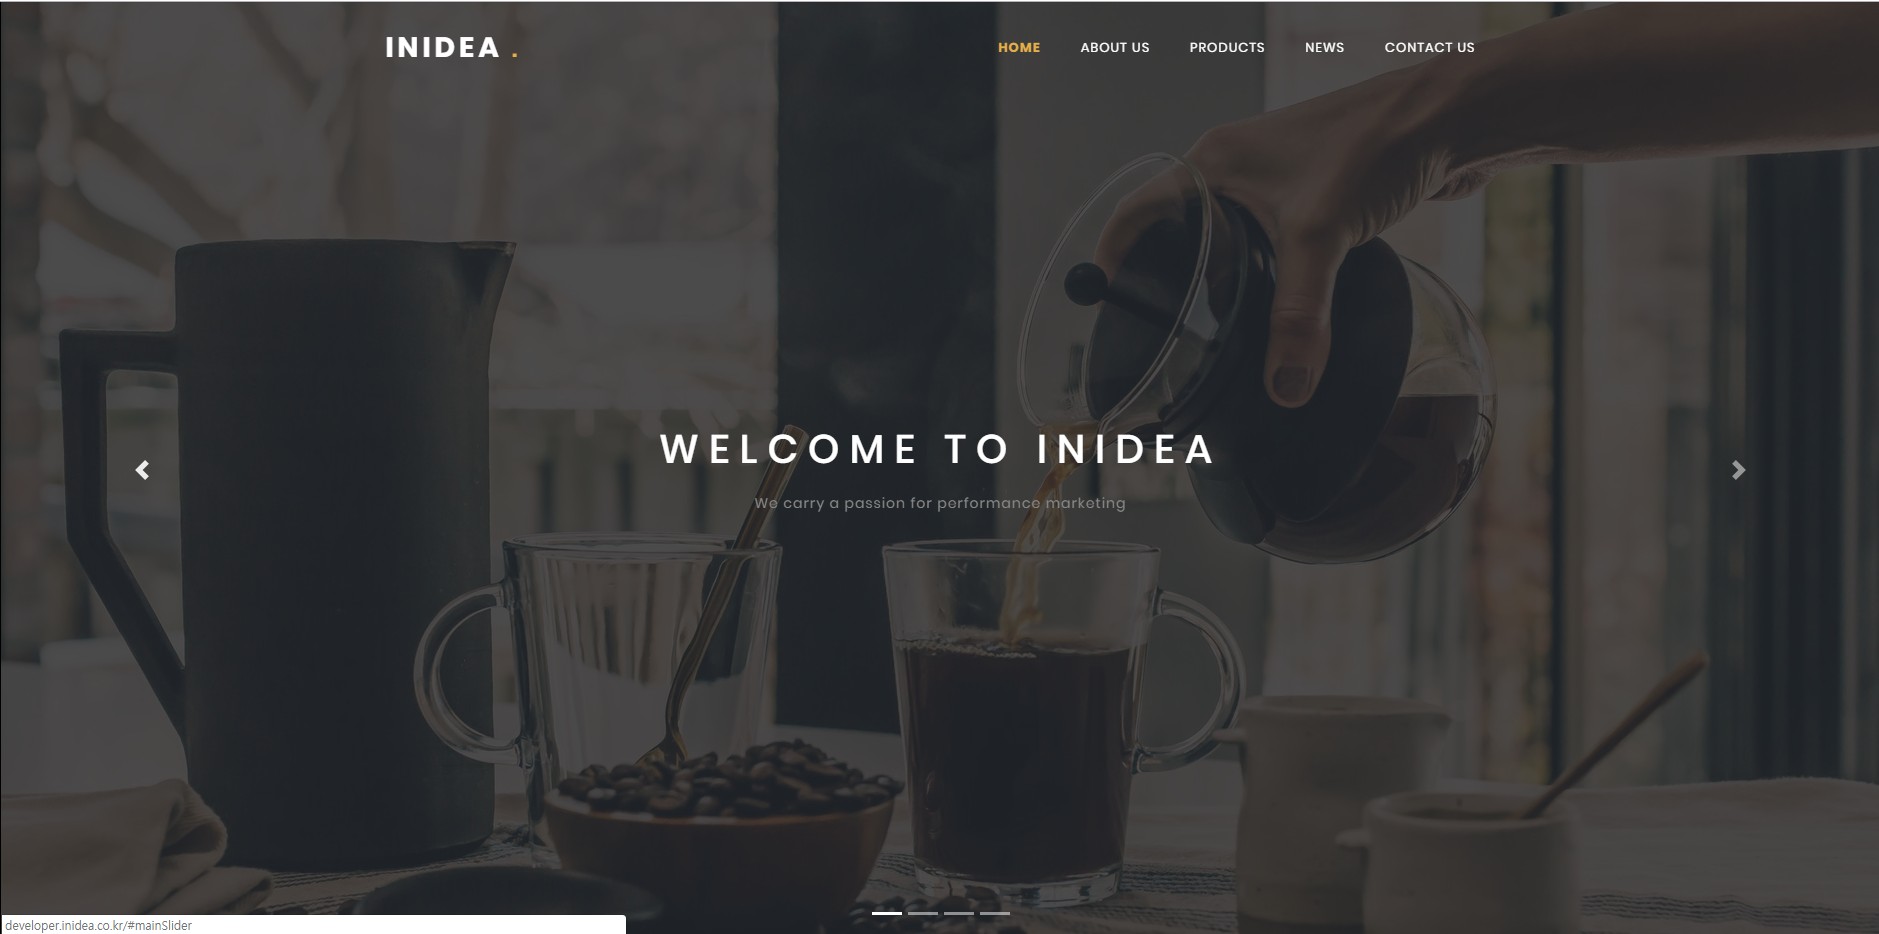 INIDEA .
HOME ABOUT US PRODUCTS NEWS CONTACT US
WELCOME TO INIDEA
We carry a passion for performance marketing
developer.inidea.co.kr/#mainSlider